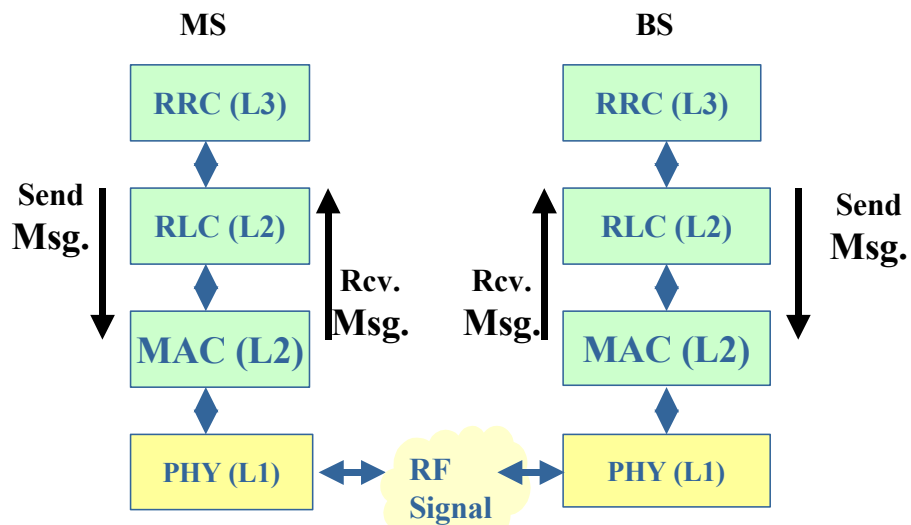 MS
BS
RRC (L3)
RRC (L3)
Send
Msg.
RLC (L2)
RLC (L2)
Send
Msg.
Rcv.
Msg.
Rcv.
Msg.
MAC (L2)
MAC (L2)
PHY (L1)
RF
Signal
PHY (L1)